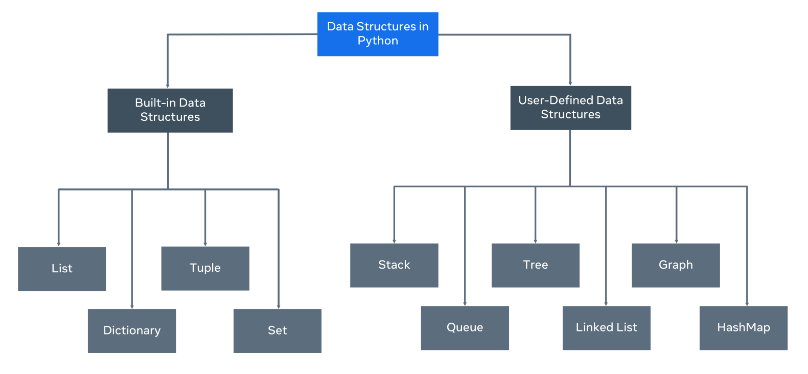 Data Structures in
Python
Built-in Data
Structures
User-Defined Data
Structures
List
Tuple
Dictionary
Set
Stack
Tree
Graph
Queue
Linked List
HashMap